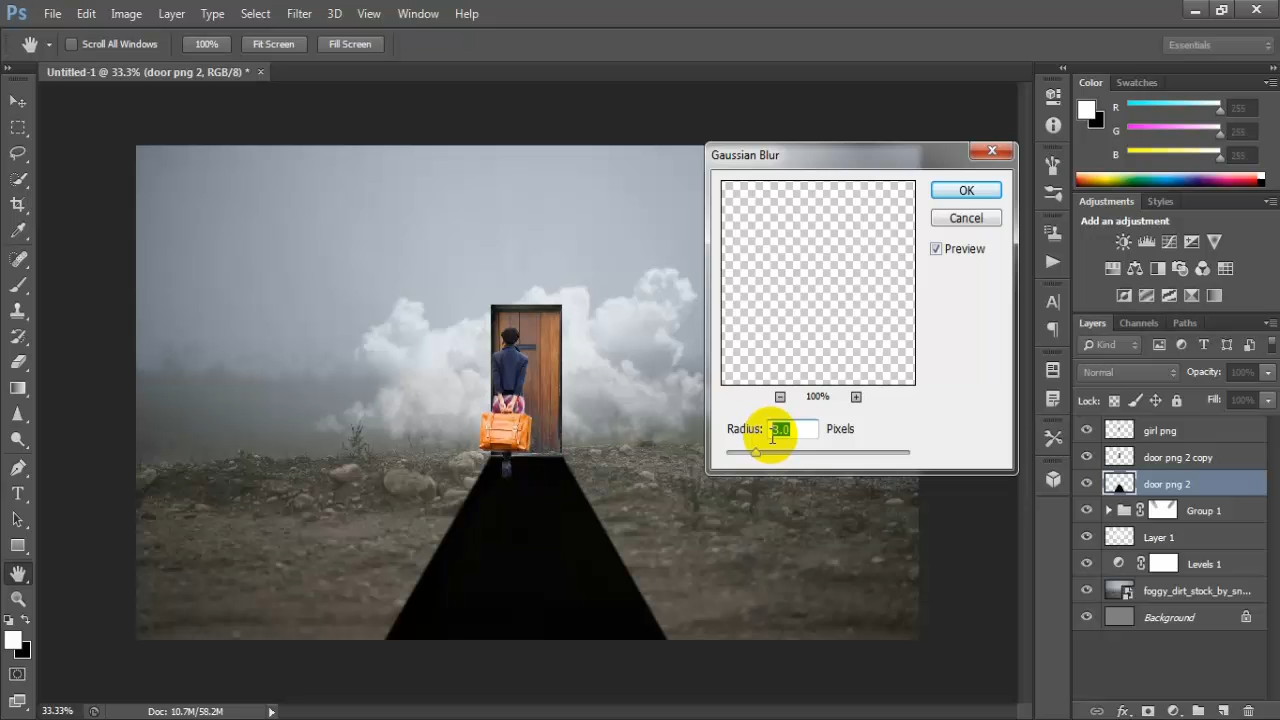 Ps File Edit Image Layer Type Select Filter 3D View Window Help
Scroll All Windows 100% Fit Screen Fill Screen Essentials
Untitled-1 @ 33.3% (door png 2, RGB/8) * ×
Color Swatches
R 255
G 255
B 255
Gaussian Blur
OK
Cancel
Preview
100%
Radius: 3.0 Pixels
Adjustments Styles
Add an adjustment
Layers Channels Paths
Kind
Normal Opacity: 100%
Lock: Fill: 100%
girl png
door png 2 copy
door png 2
Group 1
Layer 1
Levels 1
foggy_dirt_stock_by_sn...
Background
33.33% Doc: 10.7M/58.2M